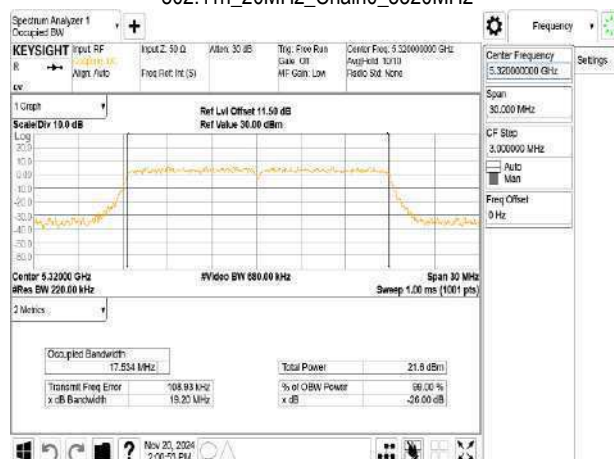 802.11n_20MHz_Chain0_5320MHz
Spectrum Analyzer 1
Occupied BW
Frequency
KEYSIGHT
Input: RF
Align: Auto
Input Z: 50 Ω
Freq Ref: Int (S)
Atten: 30 dB
Trig: Free Run
Gate: Off
#IF Gain: Low
Center Freq: 5.320000000 GHz
Avg|Hold: 10/10
Radio Std: None
R
Center Frequency
5.320000000 GHz
Settings
Span
30.000 MHz
CF Step
3.000000 MHz
Auto
Man
Freq Offset
0 Hz
1 Graph
Scale/Div 10.0 dB
Ref Lvl Offset 11.50 dB
Ref Value 30.00 dBm
Log
20.0
10.0
0.00
-10.0
-20.0
-30.0
-40.0
-50.0
-60.0
Center 5.32000 GHz
#Res BW 220.00 kHz
#Video BW 680.00 kHz
Span 30 MHz
Sweep 1.00 ms (1001 pts)
2 Metrics
Occupied Bandwidth
17.534 MHz
Total Power
21.6 dBm
Transmit Freq Error
108.93 kHz
% of OBW Power
99.00 %
x dB Bandwidth
19.20 MHz
x dB
-26.00 dB
?
Nov 20, 2024